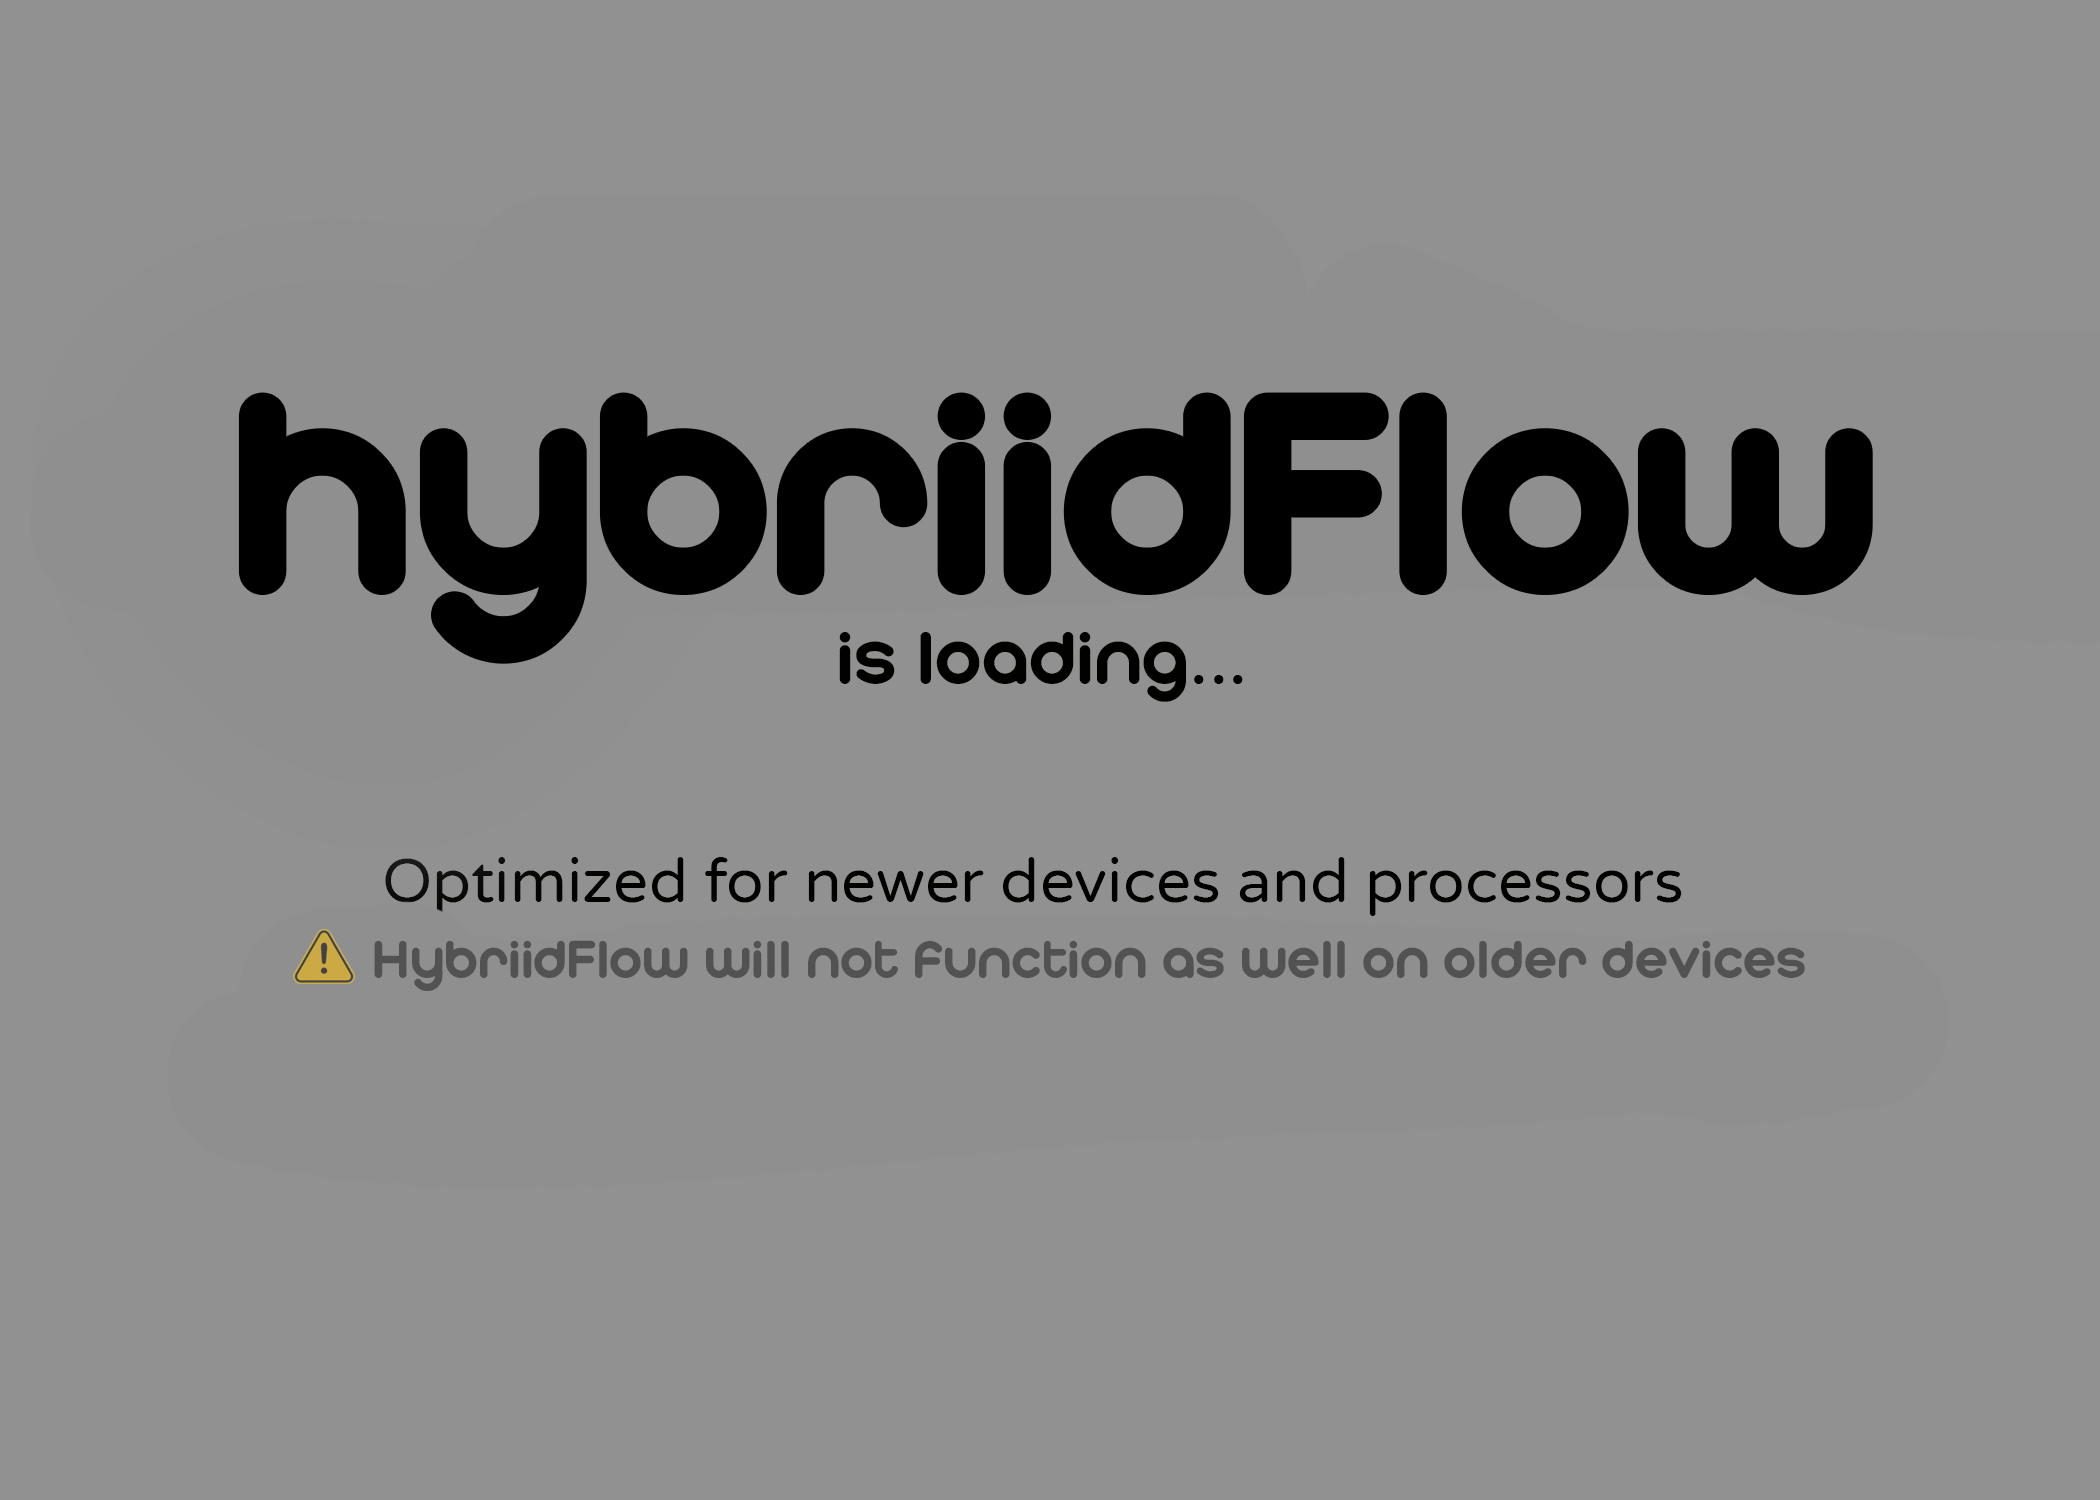 hybriidFlow
is loading...
Optimized for newer devices and processors
HybriidFlow will not function as well on older devices